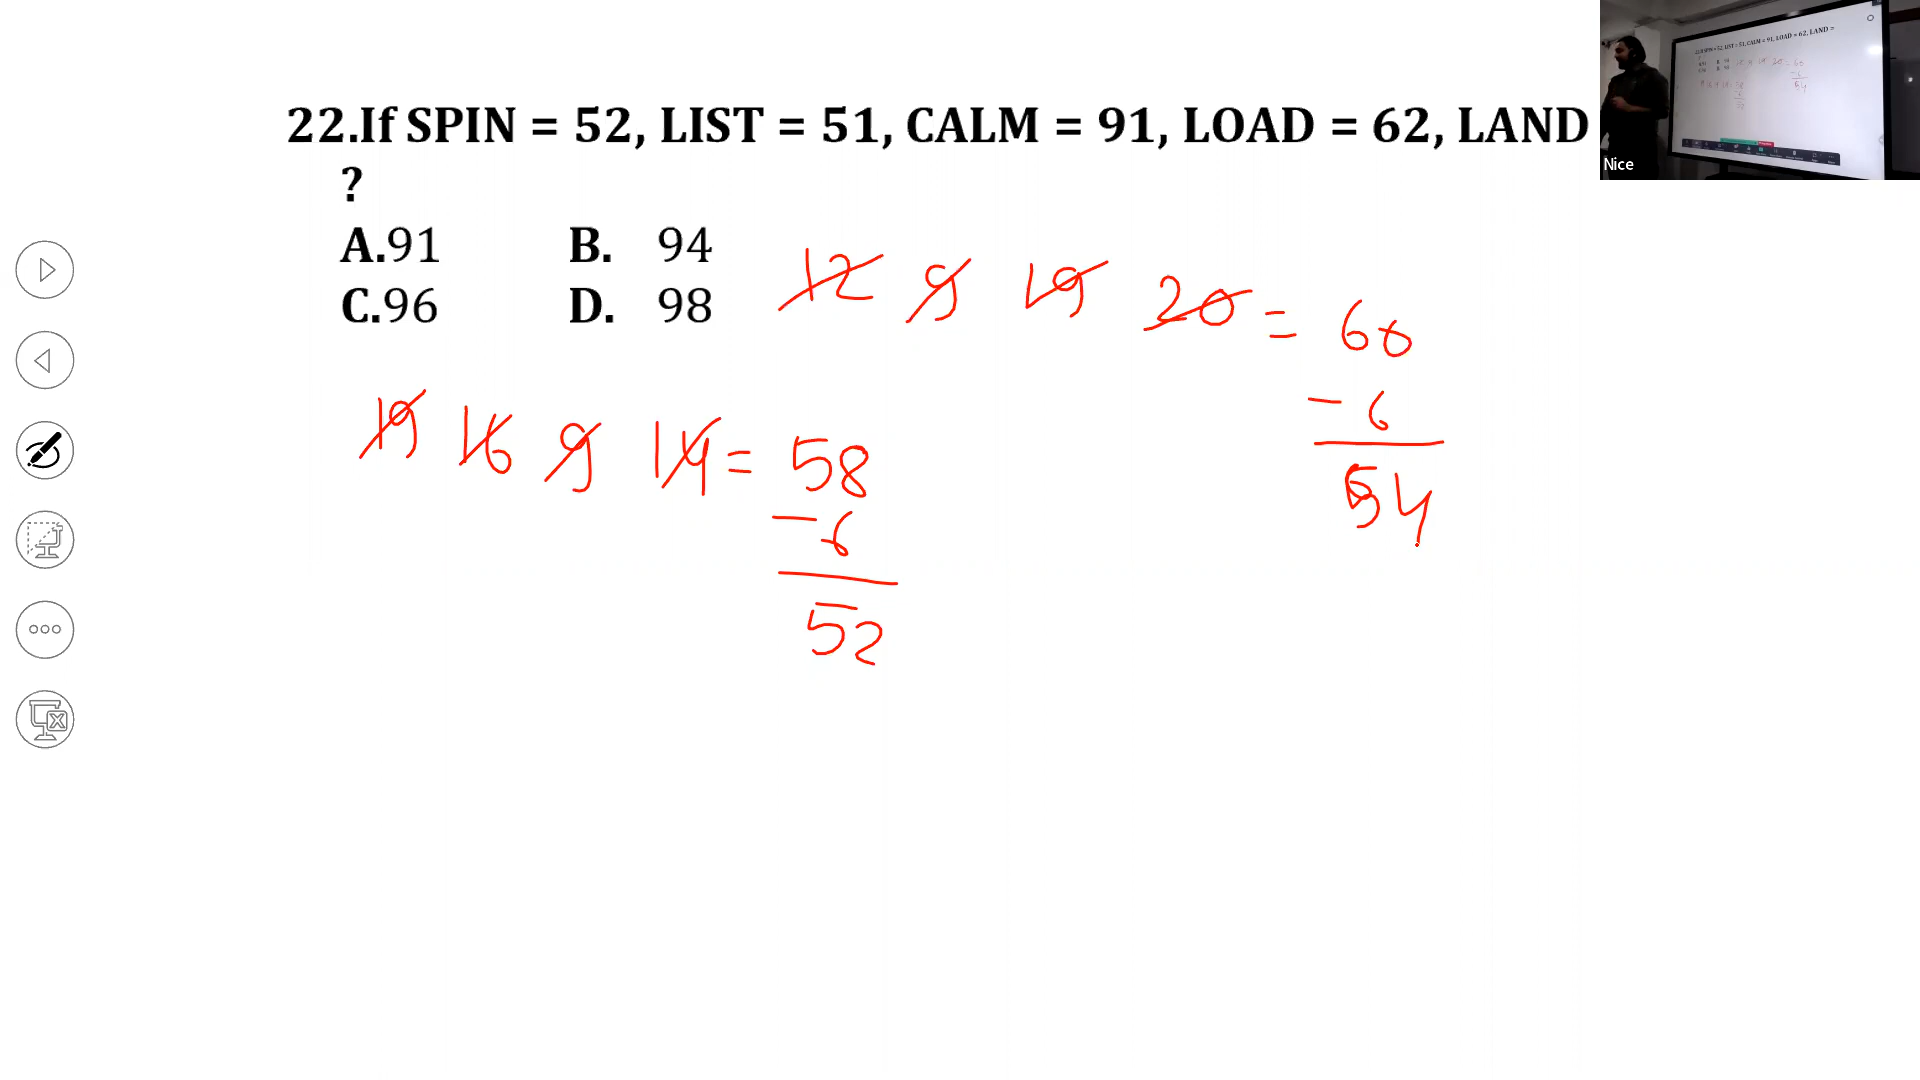 22.If SPIN = 52, LIST = 51, CALM = 91, LOAD = 62, LAND
?
A.91 B. 94
C.96 D. 98
12 9 19 20 = 60
- 6
54
19 16 9 14 = 58
- 6
52
Nice